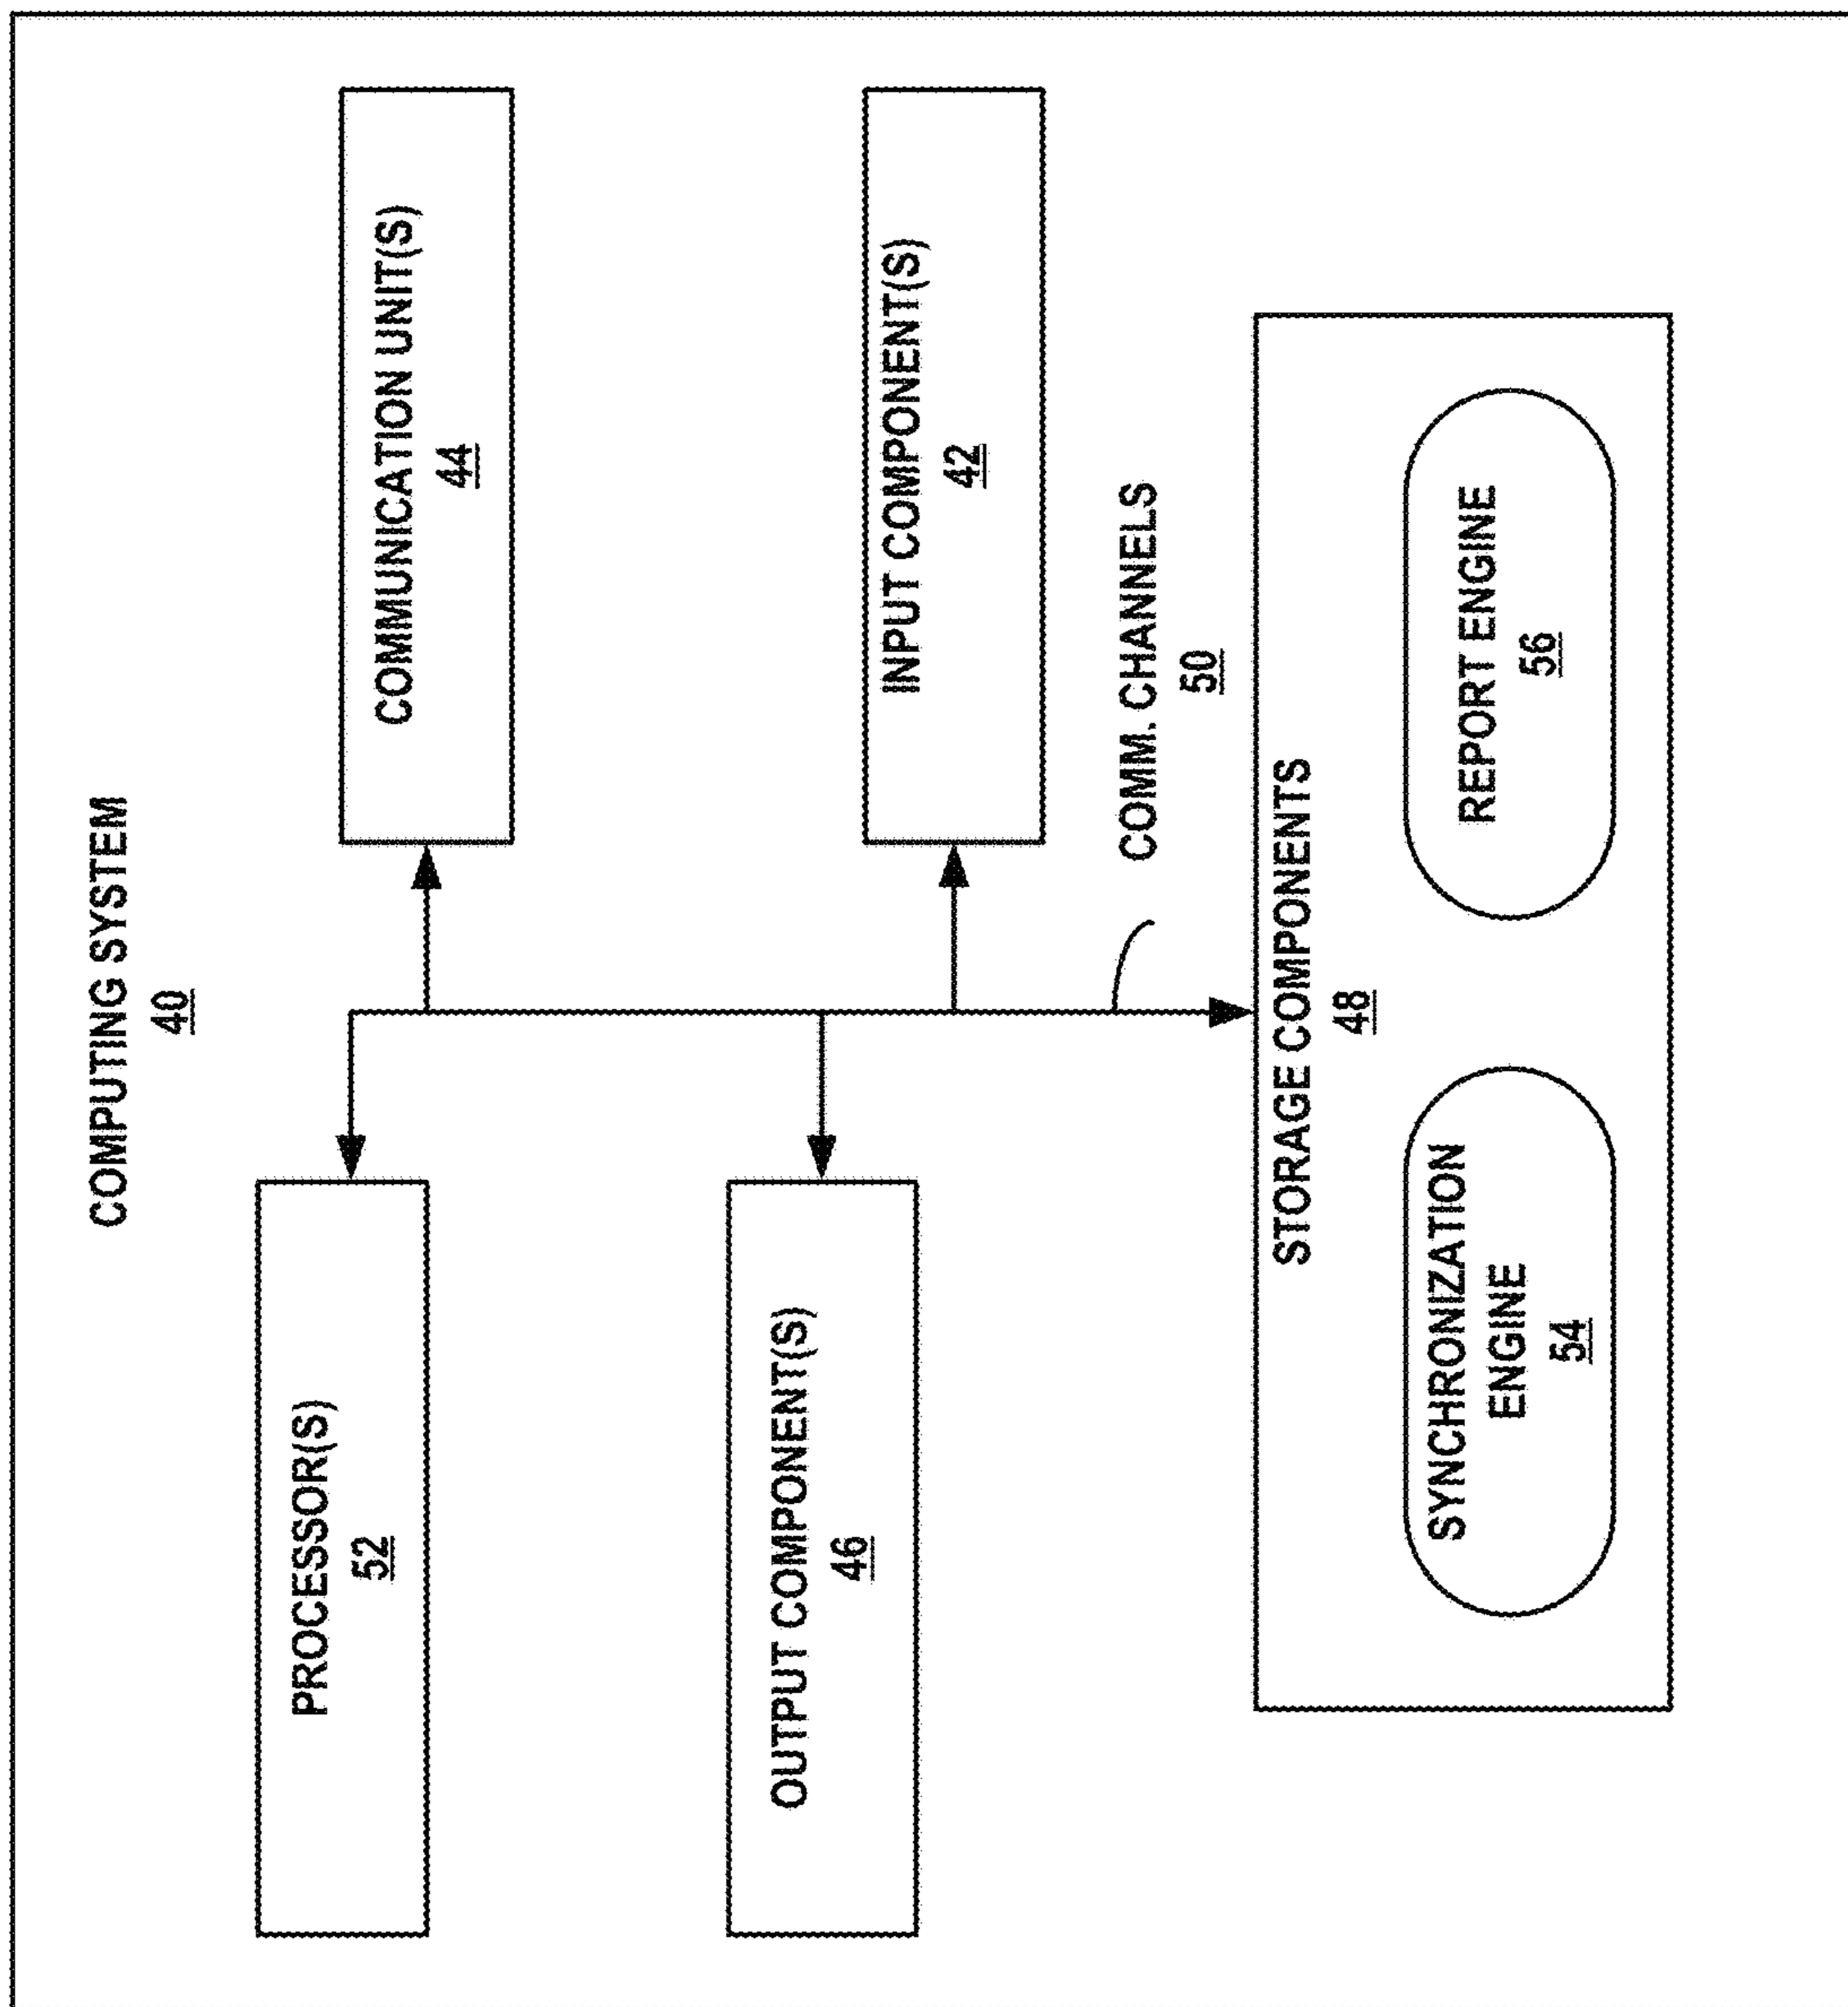 COMPUTING SYSTEM
40
PROCESSOR(S)
52
COMMUNICATION UNIT(S)
44
OUTPUT COMPONENT(S)
46
INPUT COMPONENT(S)
42
COMM. CHANNELS
50
STORAGE COMPONENTS
48
SYNCHRONIZATION
ENGINE
54
REPORT ENGINE
56